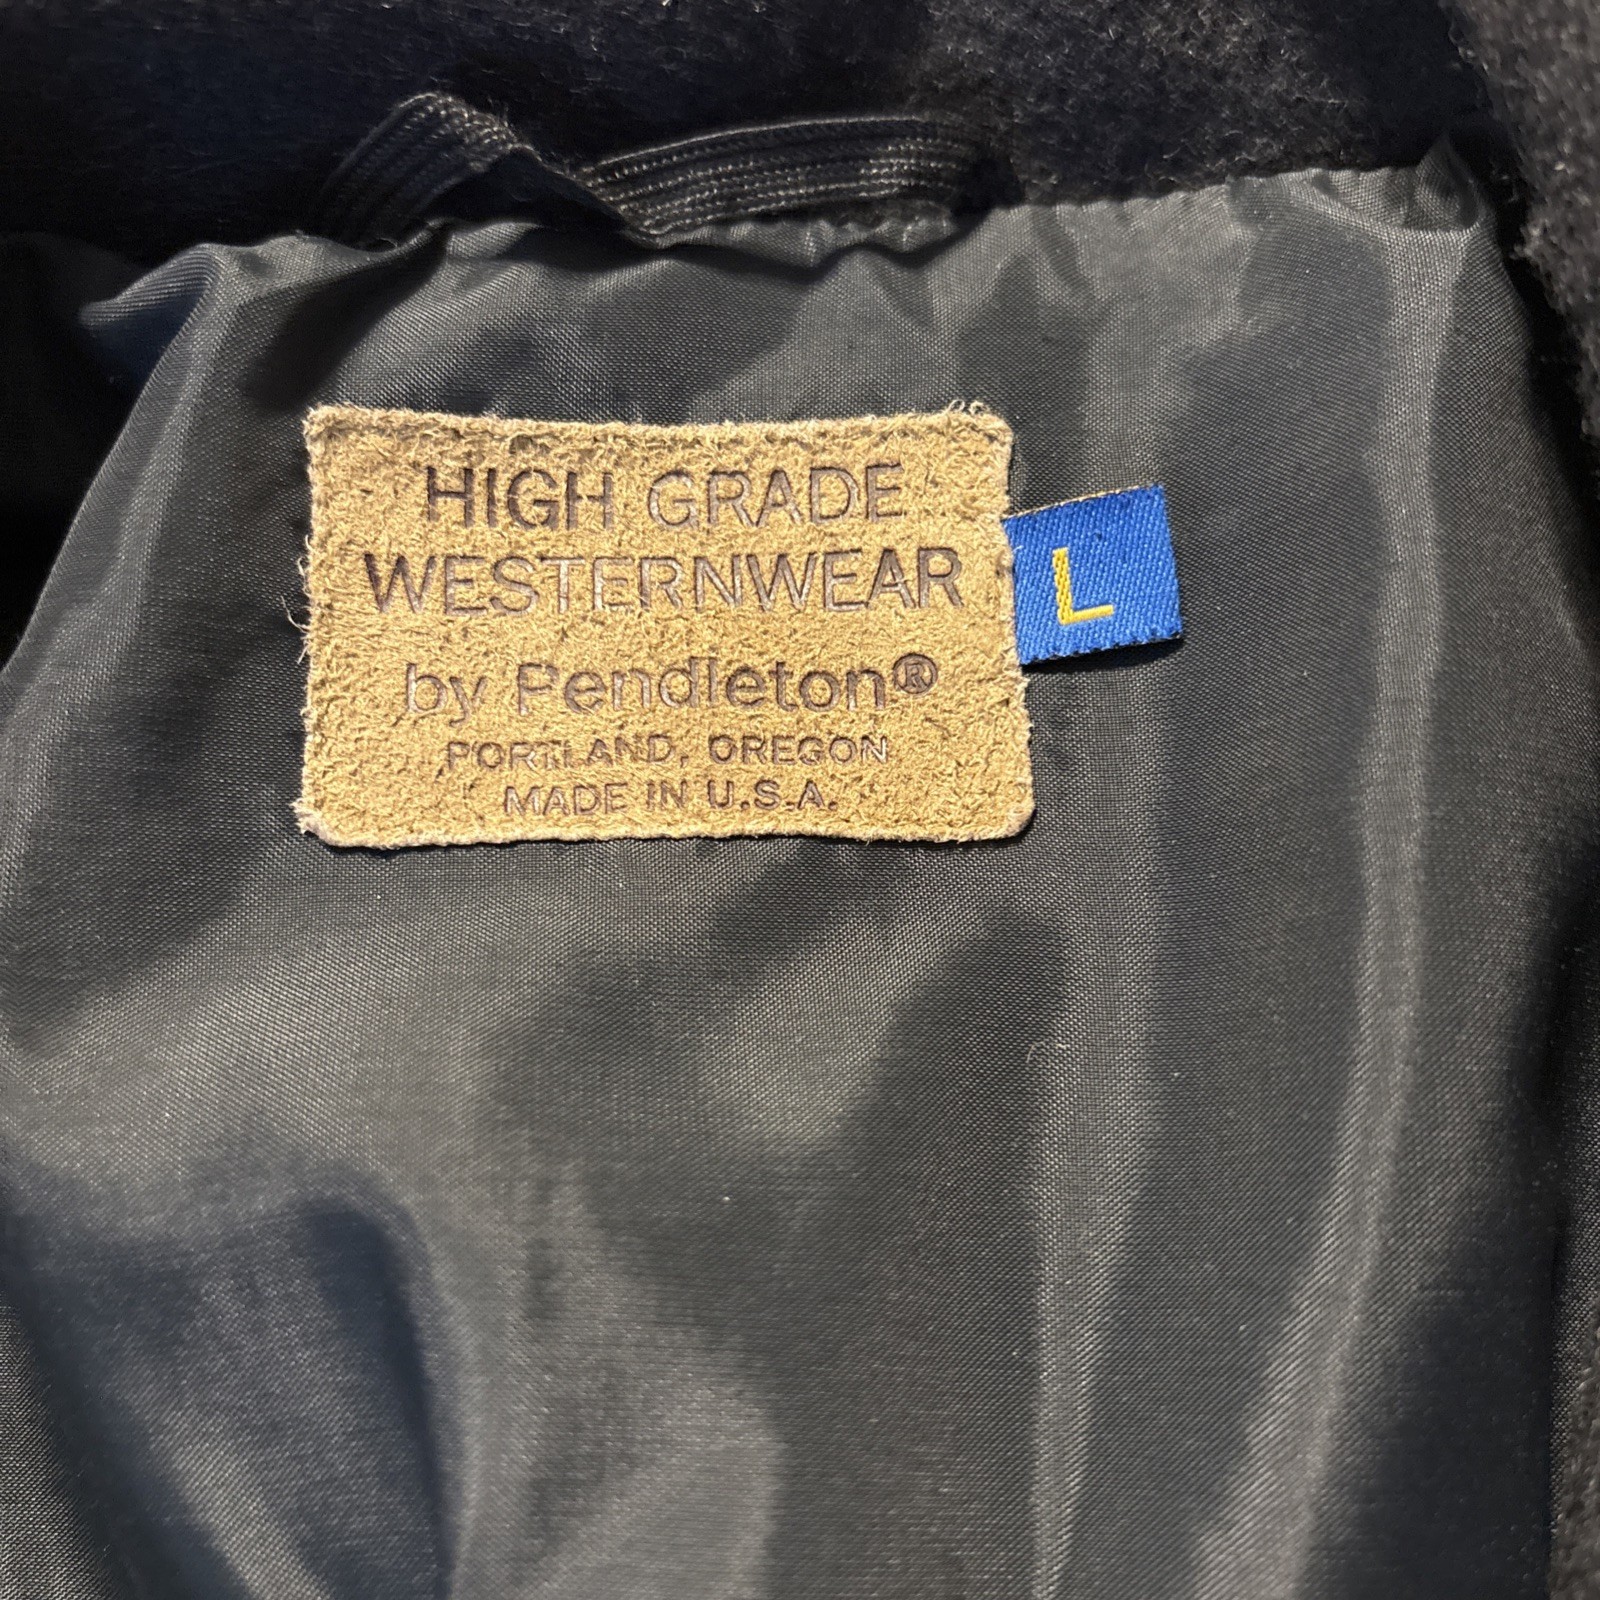 HIGH GRADE
WESTERNWEAR
by Pendleton®
PORTLAND, OREGON
MADE IN U.S.A.
L